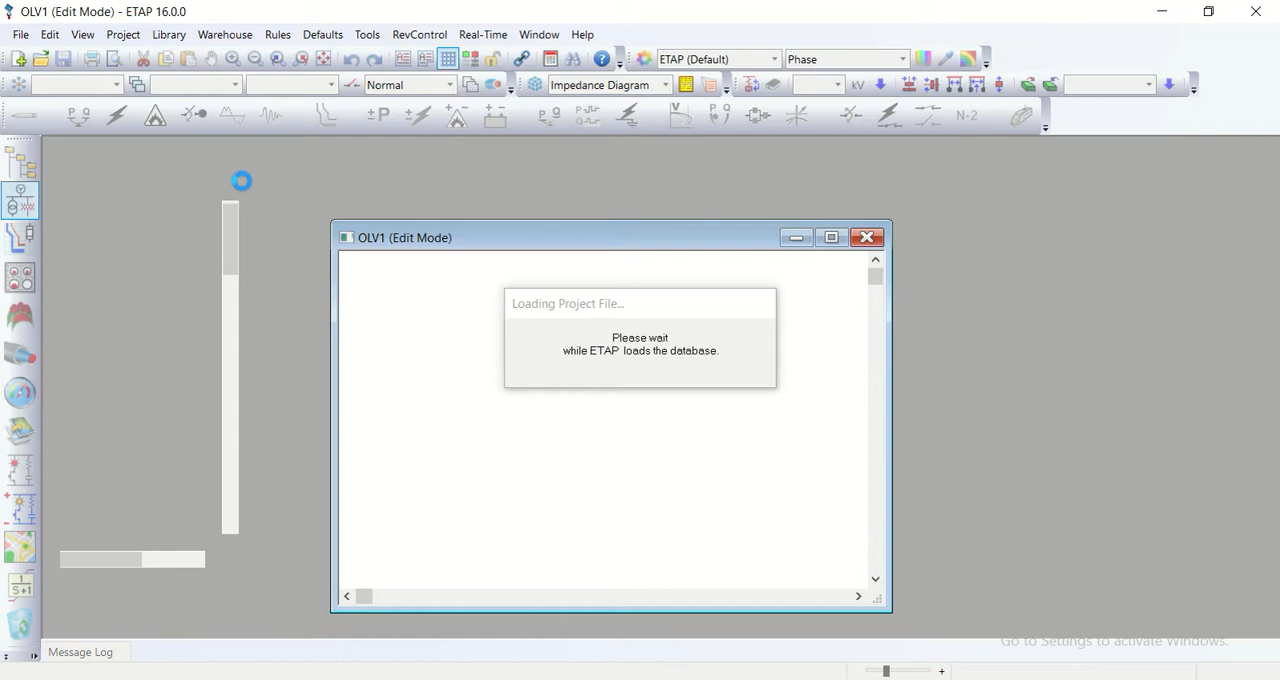 OLV1 (Edit Mode) - ETAP 16.0.0
File Edit View Project Library Warehouse Rules Defaults Tools RevControl Real-Time Window Help
ETAP (Default) Phase
Normal Impedance Diagram kV
P Q P P Q V P Q N-2
OLV1 (Edit Mode)
Loading Project File...
Please wait
while ETAP loads the database.
1
S+1
Go to Settings to activate Windows.
Message Log